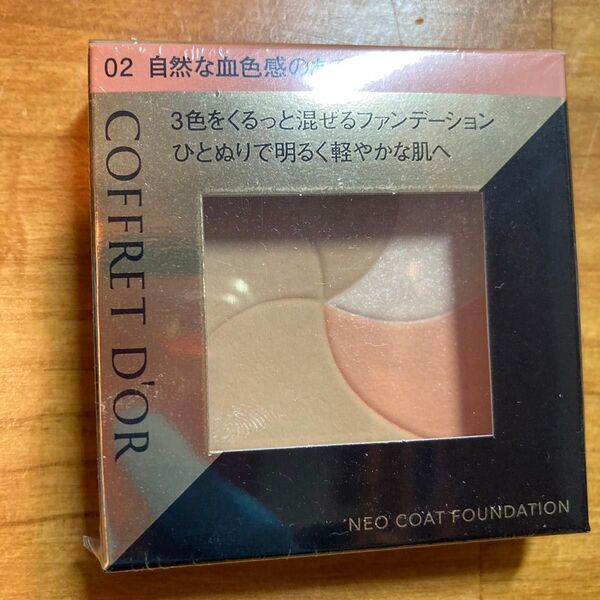 02 自然な血色感の
3色をくるっと混ぜるファンデーション
ひとぬりで明るく軽やかな肌へ
COFFRET D'OR
NEO COAT FOUNDATION